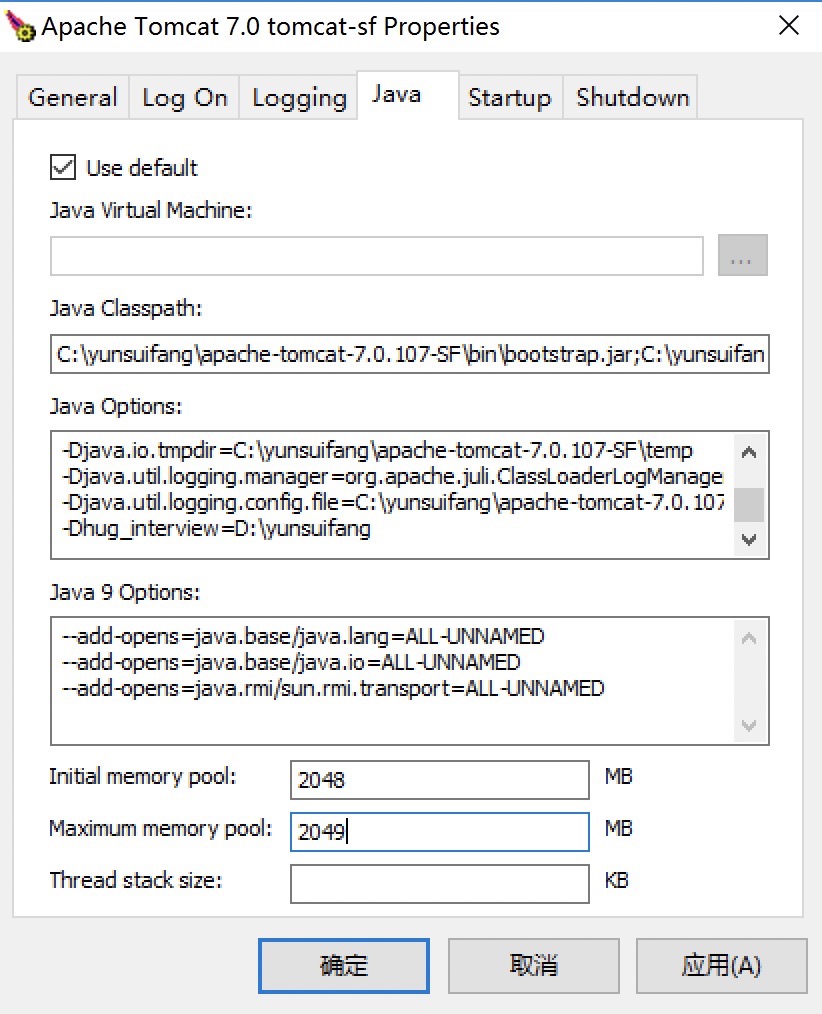 Apache Tomcat 7.0 tomcat-sf Properties
General Log On Logging Java Startup Shutdown
Use default
Java Virtual Machine:
...
Java Classpath:
C:\yunsuifang\apache-tomcat-7.0.107-SF\bin\bootstrap.jar;C:\yunsuifan
Java Options:
-Djava.io.tmpdir=C:\yunsuifang\apache-tomcat-7.0.107-SF\temp
-Djava.util.logging.manager=org.apache.juli.ClassLoaderLogManage
-Djava.util.logging.config.file=C:\yunsuifang\apache-tomcat-7.0.107
-Dhug_interview=D:\yunsuifang
Java 9 Options:
--add-opens=java.base/java.lang=ALL-UNNAMED
--add-opens=java.base/java.io=ALL-UNNAMED
--add-opens=java.rmi/sun.rmi.transport=ALL-UNNAMED
Initial memory pool: 2048 MB
Maximum memory pool: 2049 MB
Thread stack size: KB
确定 取消 应用(A)